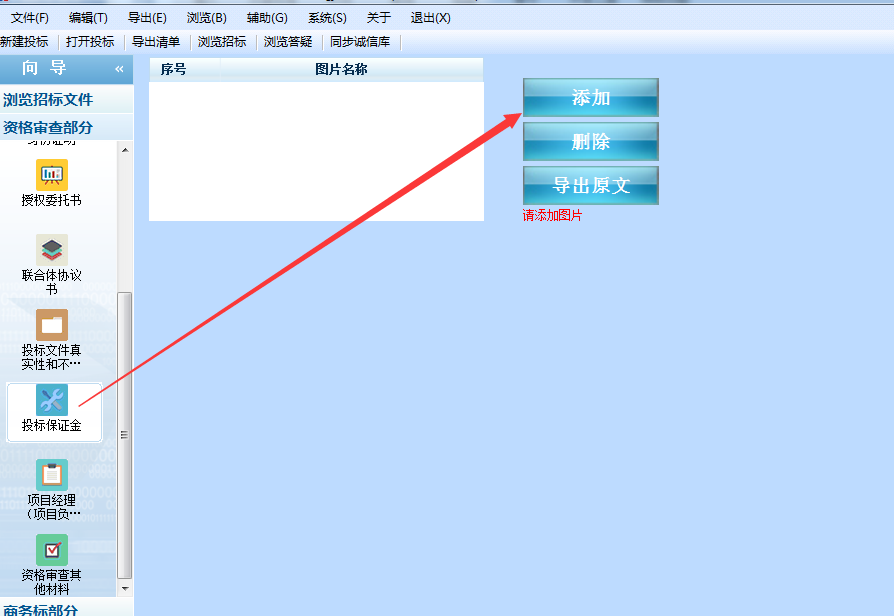 文件(F) 编辑(T) 导出(E) 浏览(B) 辅助(G) 系统(S) 关于 退出(X)
新建投标 打开投标 导出清单 浏览招标 浏览答疑 同步诚信库
向 导 «
浏览招标文件
资格审查部分
身份证明
授权委托书
联合体协议
书
投标文件真
实性和不…
投标保证金
项目经理
（项目负…
资格审查其
他材料
商务标部分
序号 图片名称
添加
删除
导出原文
请添加图片